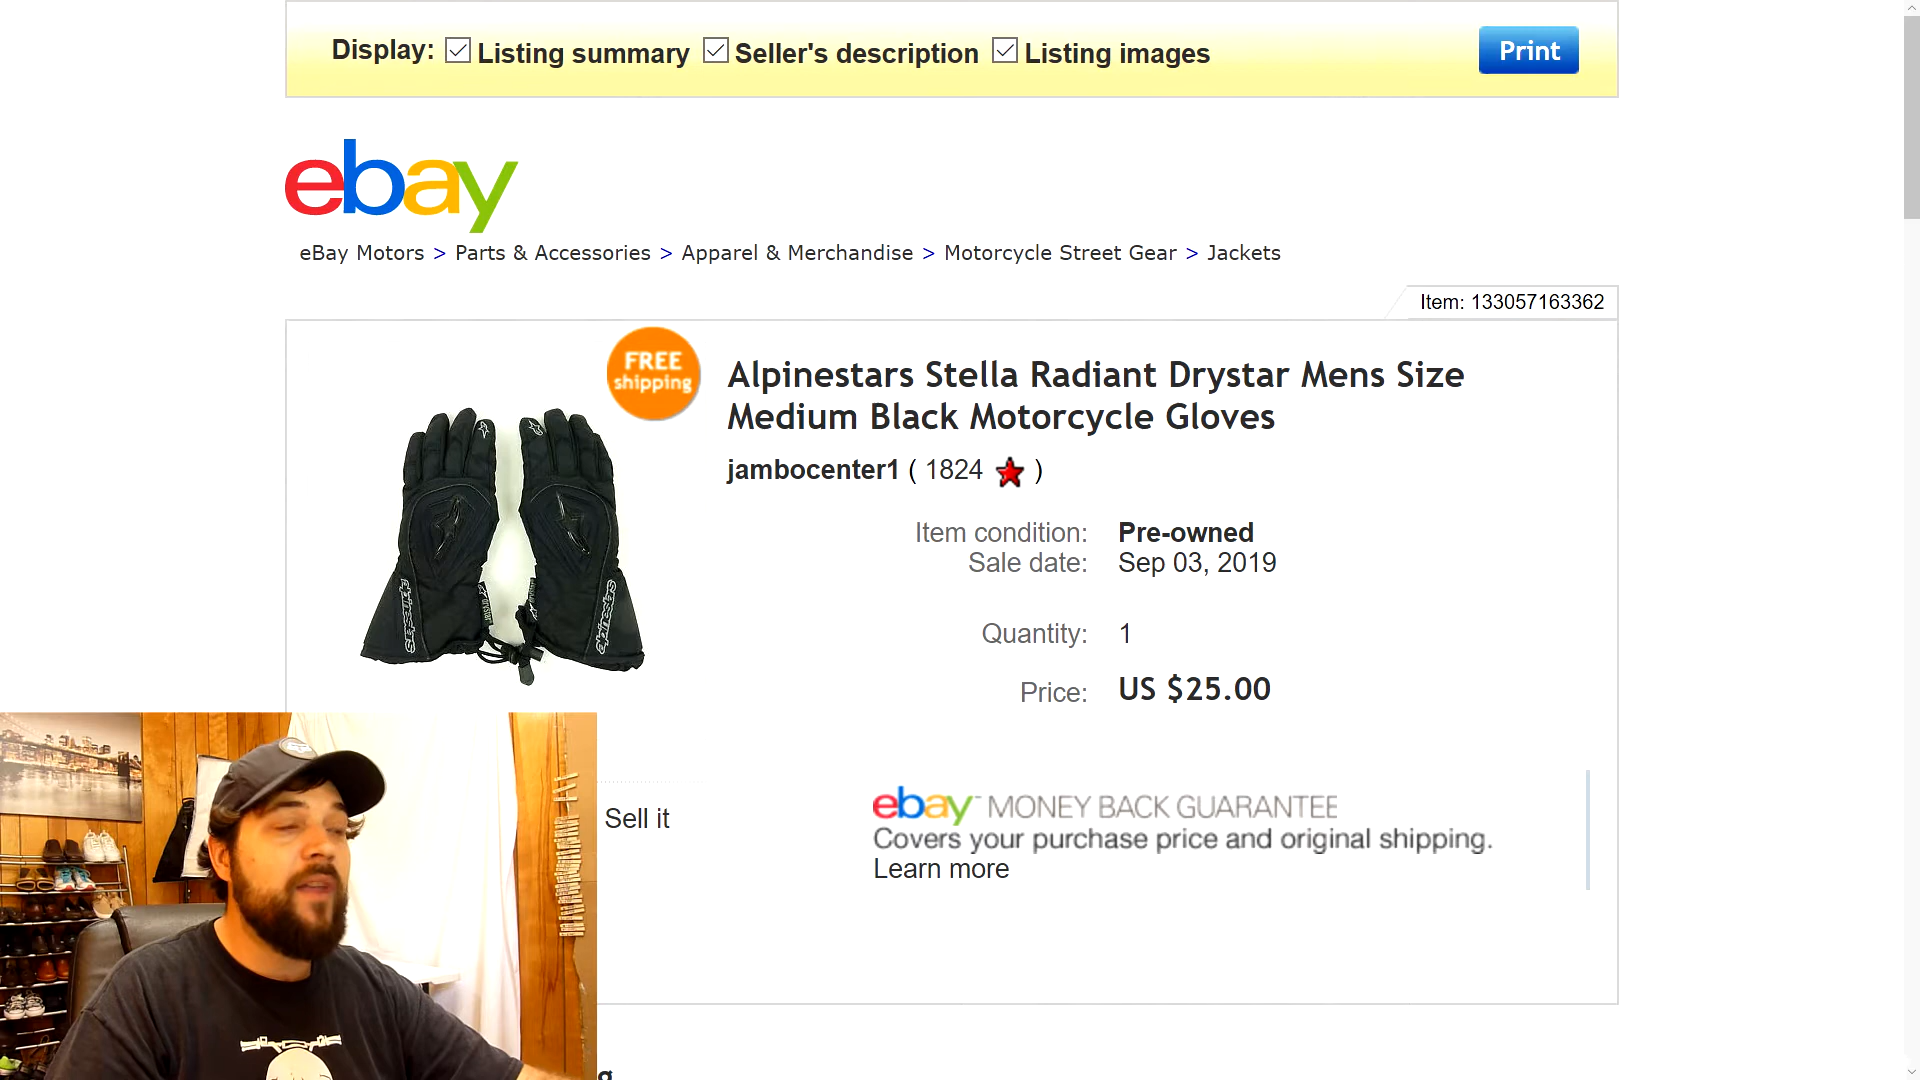 Display: Listing summary Seller's description Listing images Print
ebay
eBay Motors > Parts & Accessories > Apparel & Merchandise > Motorcycle Street Gear > Jackets
Item: 133057163362
FREE
shipping
Alpinestars Stella Radiant Drystar Mens Size
Medium Black Motorcycle Gloves
jambocenter1 ( 1824 )
Item condition: Pre-owned
Sale date: Sep 03, 2019
Quantity: 1
Price: US $25.00
alpinestars
alpinestars
Sell it
ebay™ MONEY BACK GUARANTEE
Covers your purchase price and original shipping.
Learn more